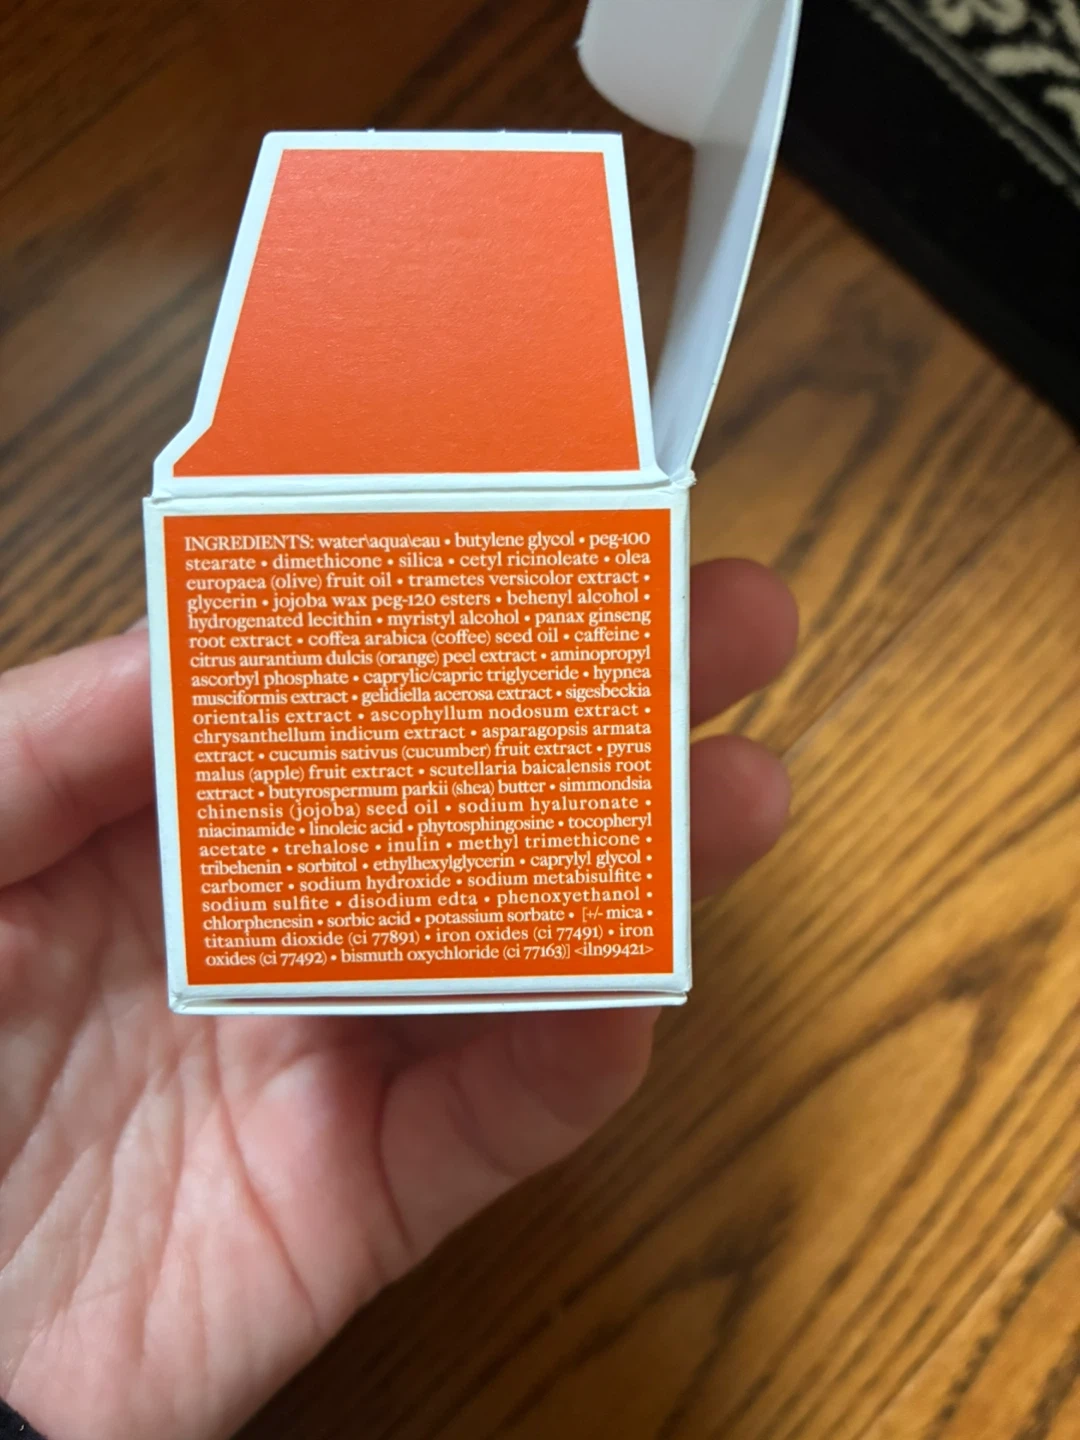 INGREDIENTS: water\aqua\eau • butylene glycol • peg-100
stearate • dimethicone • silica • cetyl ricinoleate • olea
europaea (olive) fruit oil • trametes versicolor extract •
glycerin • jojoba wax peg-120 esters • behenyl alcohol •
hydrogenated lecithin • myristyl alcohol • panax ginseng
root extract • coffea arabica (coffee) seed oil • caffeine •
citrus aurantium dulcis (orange) peel extract • aminopropyl
ascorbyl phosphate • caprylic/capric triglyceride • hypnea
musciformis extract • gelidiella acerosa extract • sigesbeckia
orientalis extract • ascophyllum nodosum extract •
chrysanthellum indicum extract • asparagopsis armata
extract • cucumis sativus (cucumber) fruit extract • pyrus
malus (apple) fruit extract • scutellaria baicalensis root
extract • butyrospermum parkii (shea) butter • simmondsia
chinensis (jojoba) seed oil • sodium hyaluronate •
niacinamide • linoleic acid • phytosphingosine • tocopheryl
acetate • trehalose • inulin • methyl trimethicone •
tribehenin • sorbitol • ethylhexylglycerin • caprylyl glycol •
carbomer • sodium hydroxide • sodium metabisulfite •
sodium sulfite • disodium edta • phenoxyethanol •
chlorphenesin • sorbic acid • potassium sorbate • [+/- mica •
titanium dioxide (ci 77891) • iron oxides (ci 77491) • iron
oxides (ci 77492) • bismuth oxychloride (ci 77163)] <iln99421>